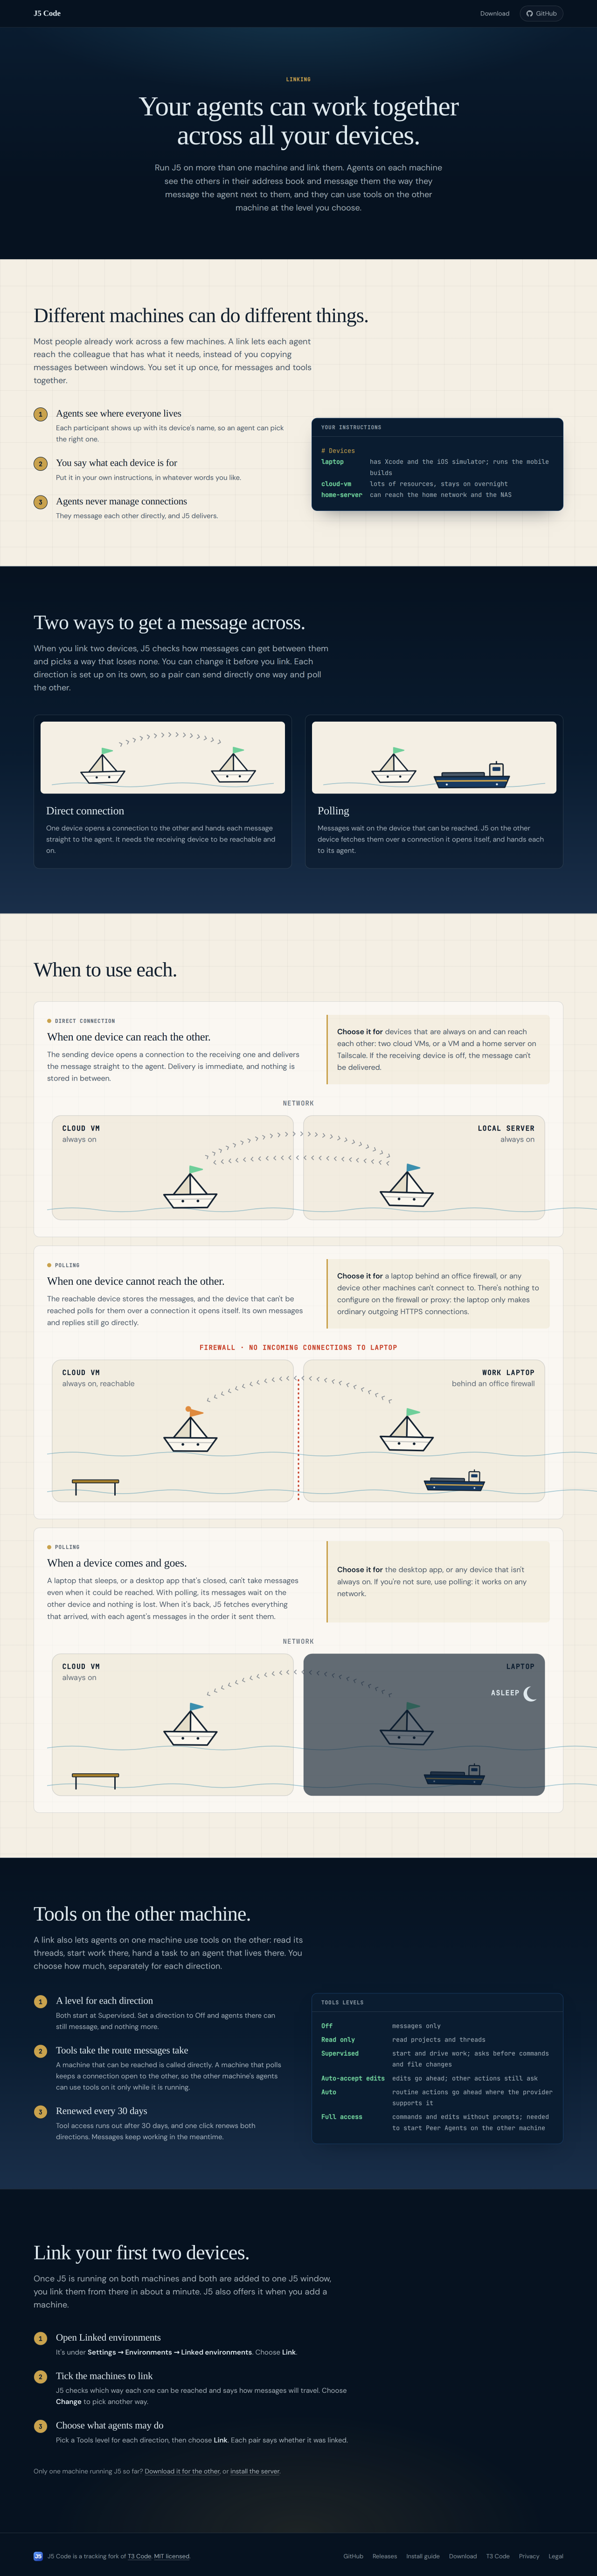 J5 Code
Download
GitHub
LINKING
Your agents can work together
across all your devices.
Run J5 on more than one machine and link them. Agents on each machine
see the others in their address book and message them the way they
message the agent next to them, and they can use tools on the other
machine at the level you choose.
Different machines can do different things.
Most people already work across a few machines. A link lets each agent
reach the colleague that has what it needs, instead of you copying
messages between windows. You set it up once, for messages and tools
together.
1
Agents see where everyone lives
Each participant shows up with its device's name, so an agent can pick
the right one.
2
You say what each device is for
Put it in your own instructions, in whatever words you like.
3
Agents never manage connections
They message each other directly, and J5 delivers.
YOUR INSTRUCTIONS
# Devices
laptop has Xcode and the iOS simulator; runs the mobile
builds
cloud-vm lots of resources, stays on overnight
home-server can reach the home network and the NAS
Two ways to get a message across.
When you link two devices, J5 checks how messages can get between them
and picks a way that loses none. You can change it before you link. Each
direction is set up on its own, so a pair can send directly one way and poll
the other.
Direct connection
One device opens a connection to the other and hands each message
straight to the agent. It needs the receiving device to be reachable and
on.
Polling
Messages wait on the device that can be reached. J5 on the other
device fetches them over a connection it opens itself, and hands each
to its agent.
When to use each.
DIRECT CONNECTION
When one device can reach the other.
The sending device opens a connection to the receiving one and delivers
the message straight to the agent. Delivery is immediate, and nothing is
stored in between.
Choose it for devices that are always on and can reach
each other: two cloud VMs, or a VM and a home server on
Tailscale. If the receiving device is off, the message can't
be delivered.
NETWORK
CLOUD VM
always on
LOCAL SERVER
always on
POLLING
When one device cannot reach the other.
The reachable device stores the messages, and the device that can't be
reached polls for them over a connection it opens itself. Its own messages
and replies still go directly.
Choose it for a laptop behind an office firewall, or any
device other machines can't connect to. There's nothing to
configure on the firewall or proxy: the laptop only makes
ordinary outgoing HTTPS connections.
FIREWALL · NO INCOMING CONNECTIONS TO LAPTOP
CLOUD VM
always on, reachable
WORK LAPTOP
behind an office firewall
POLLING
When a device comes and goes.
A laptop that sleeps, or a desktop app that's closed, can't take messages
even when it could be reached. With polling, its messages wait on the
other device and nothing is lost. When it's back, J5 fetches everything
that arrived, with each agent's messages in the order it sent them.
Choose it for the desktop app, or any device that isn't
always on. If you're not sure, use polling: it works on any
network.
NETWORK
CLOUD VM
always on
LAPTOP
ASLEEP
Tools on the other machine.
A link also lets agents on one machine use tools on the other: read its
threads, start work there, hand a task to an agent that lives there. You
choose how much, separately for each direction.
1
A level for each direction
Both start at Supervised. Set a direction to Off and agents there can
still message, and nothing more.
2
Tools take the route messages take
A machine that can be reached is called directly. A machine that polls
keeps a connection open to the other, so the other machine's agents
can use tools on it only while it is running.
3
Renewed every 30 days
Tool access runs out after 30 days, and one click renews both
directions. Messages keep working in the meantime.
TOOLS LEVELS
Off messages only
Read only read projects and threads
Supervised start and drive work; asks before commands
and file changes
Auto-accept edits edits go ahead; other actions still ask
Auto routine actions go ahead where the provider
supports it
Full access commands and edits without prompts; needed
to start Peer Agents on the other machine
Link your first two devices.
Once J5 is running on both machines and both are added to one J5 window,
you link them from there in about a minute. J5 also offers it when you add a
machine.
1
Open Linked environments
It's under Settings → Environments → Linked environments. Choose Link.
2
Tick the machines to link
J5 checks which way each one can be reached and says how messages will travel. Choose
Change to pick another way.
3
Choose what agents may do
Pick a Tools level for each direction, then choose Link. Each pair says whether it was linked.
Only one machine running J5 so far? Download it for the other, or install the server.
J5
J5 Code is a tracking fork of T3 Code. MIT licensed.
GitHub
Releases
Install guide
Download
T3 Code
Privacy
Legal